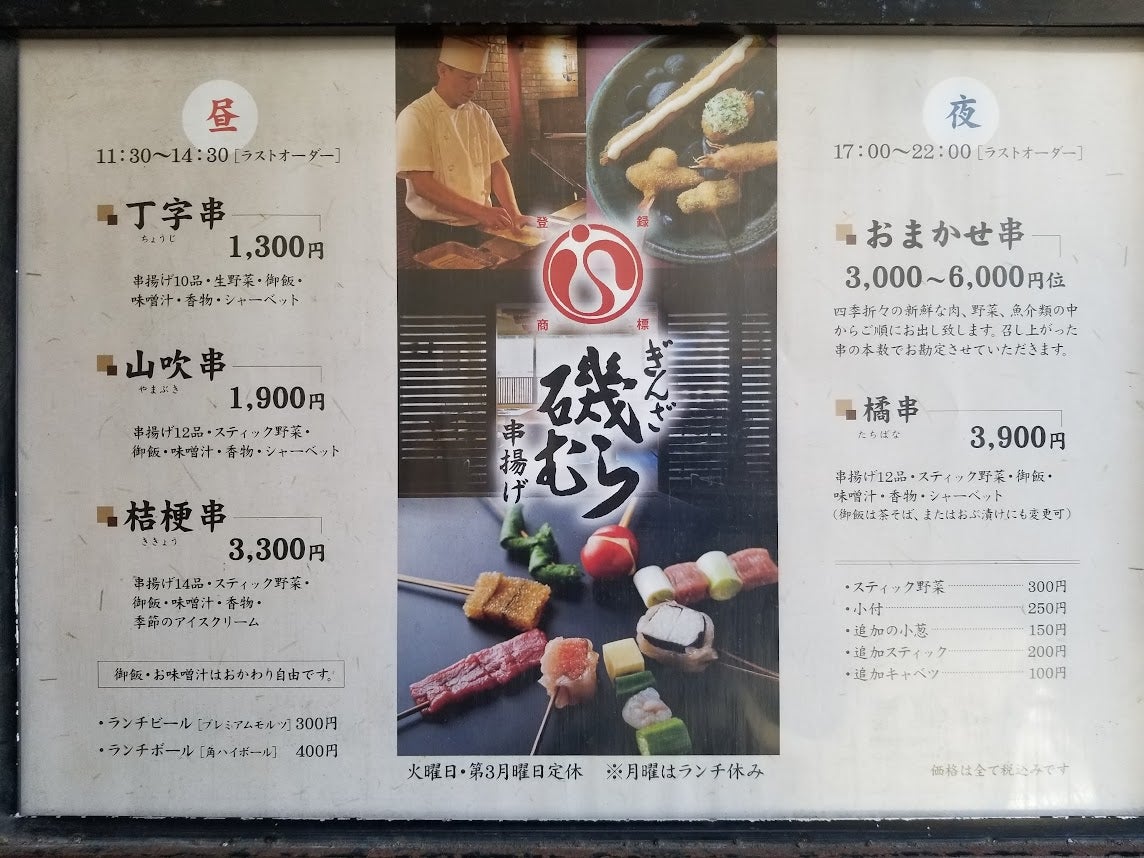 昼
11:30〜14:30[ラストオーダー]
丁字串
ちょうじ
1,300円
串揚げ10品・生野菜・御飯・
味噌汁・香物・シャーベット
山吹串
やまぶき
1,900円
串揚げ12品・スティック野菜・
御飯・味噌汁・香物・シャーベット
桔梗串
ききょう
3,300円
串揚げ14品・スティック野菜・
御飯・味噌汁・香物・
季節のアイスクリーム
御飯・お味噌汁はおかわり自由です。
・ランチビール[プレミアムモルツ]300円
・ランチボール[角ハイボール] 400円
登録
商標
ぎんざ
磯むら
串揚げ
火曜日・第3月曜日定休 ※月曜はランチ休み
夜
17:00〜22:00[ラストオーダー]
おまかせ串
3,000〜6,000円位
四季折々の新鮮な肉、野菜、魚介類の中
からご順にお出し致します。召し上がった
串の本数でお勘定させていただきます。
橘串
たちばな
3,900円
串揚げ12品・スティック野菜・御飯・
味噌汁・香物・シャーベット
(御飯は茶そば、またはおぶ漬けにも変更可)
・スティック野菜 300円
・小付 250円
・追加の小葱 150円
・追加スティック 200円
・追加キャベツ 100円
価格は全て税込みです